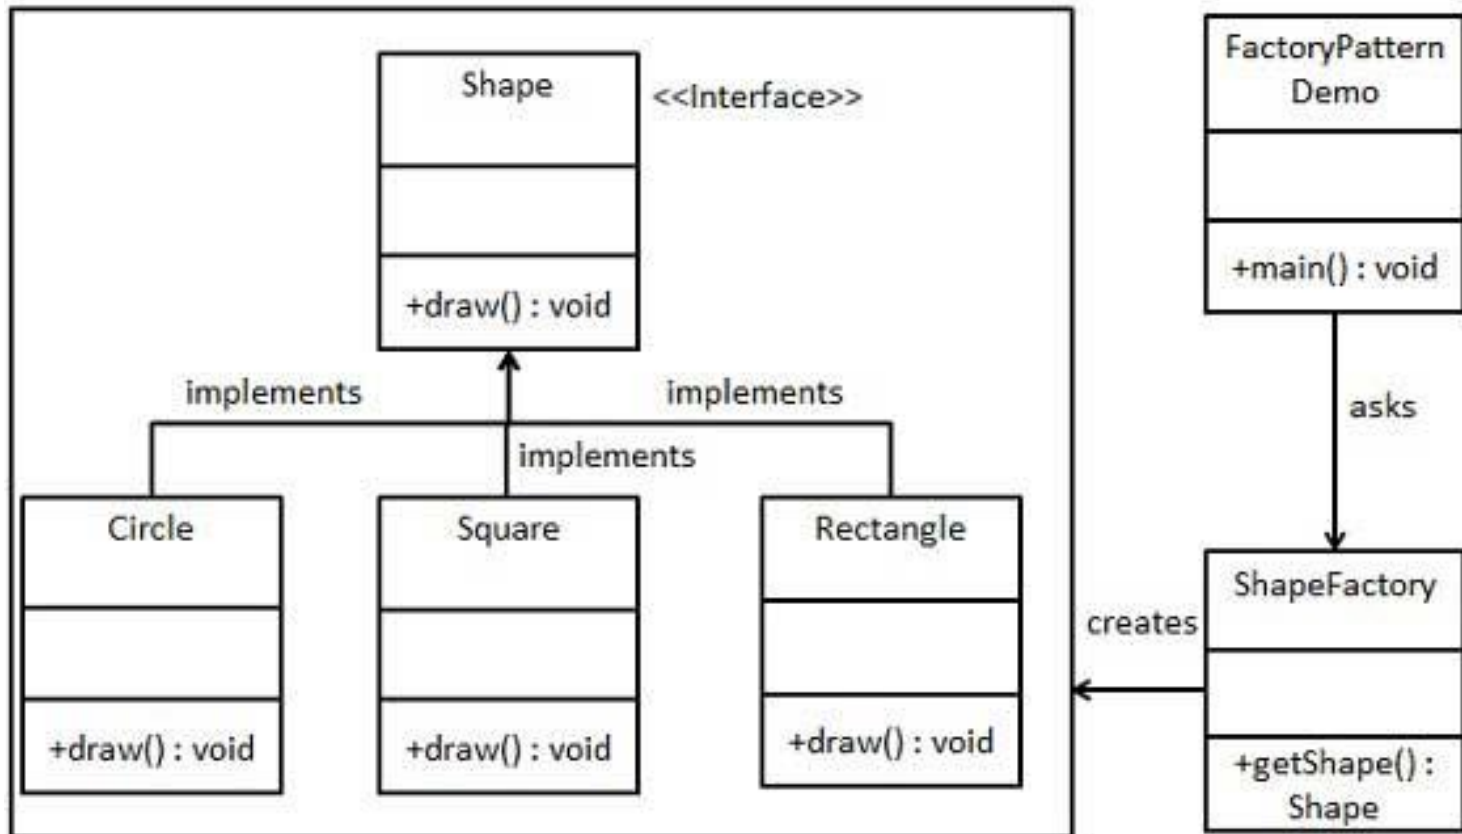 Shape
<<Interface>>
+draw() : void
implements
implements
implements
Circle
+draw() : void
Square
+draw() : void
Rectangle
+draw() : void
FactoryPattern
Demo
+main() : void
asks
ShapeFactory
+getShape() :
Shape
creates